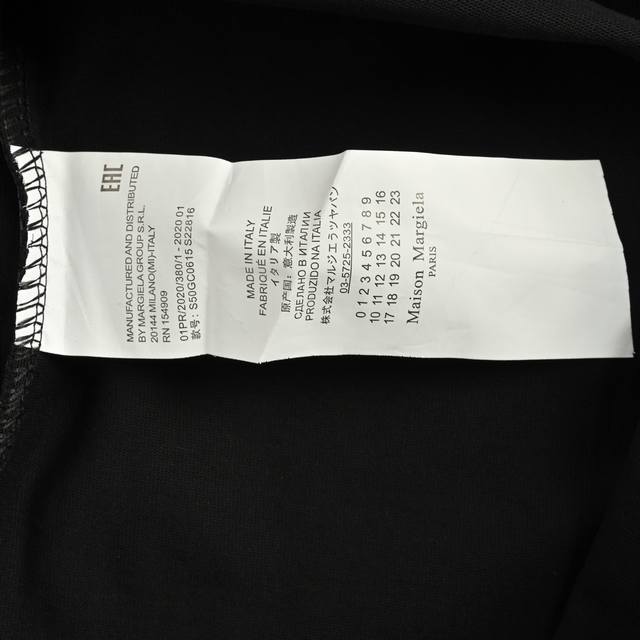 EAC
MANUFACTURED AND DISTRIBUTED
BY MARGIELA GROUP S.R.L.
20144 MILANO(MI)-ITALY
RN 154909
01PR/2020/380/1 - 2020 01
款号: S50GC0615 S22816
MADE IN ITALY
FABRIQUÉ EN ITALIE
イタリア製
原产国: 意大利製造
СДЕЛАНО В ИТАЛИИ
PRODUZIDO NA ITALIA
株式会社マルジエラッツヤパン
03-5725-2333
0 1 2 3 4 5 6 7 8 9
10 11 12 13 14 15 16
17 18 19 20 21 22 23
Maison Margiela
PARIS